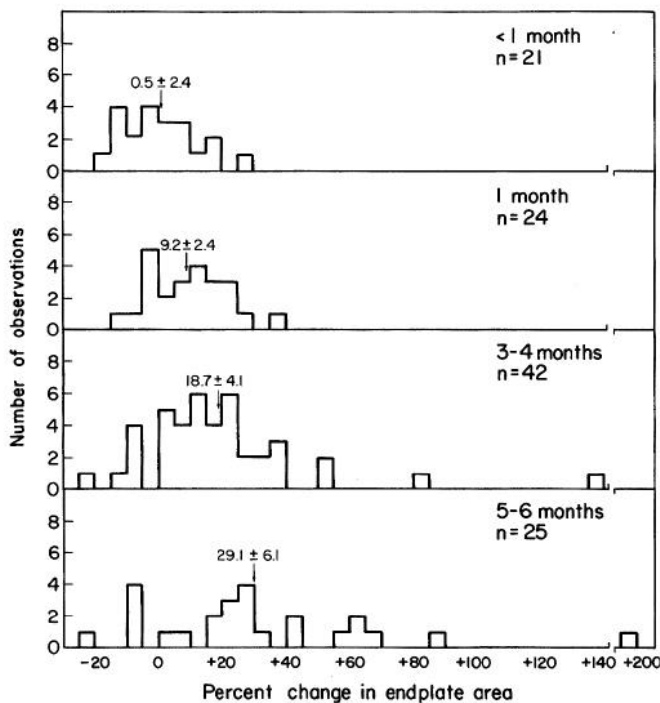 Number of observations
8
6
4
2
0
< 1 month
n=21
0.5 ± 2.4
8
6
4
2
0
1 month
n=24
9.2 ± 2.4
8
6
4
2
0
3-4 months
n=42
18.7 ± 4.1
8
6
4
2
0
5-6 months
n=25
29.1 ± 6.1
-20 0 +20 +40 +60 +80 +100 +120 +140 +200
Percent change in endplate area